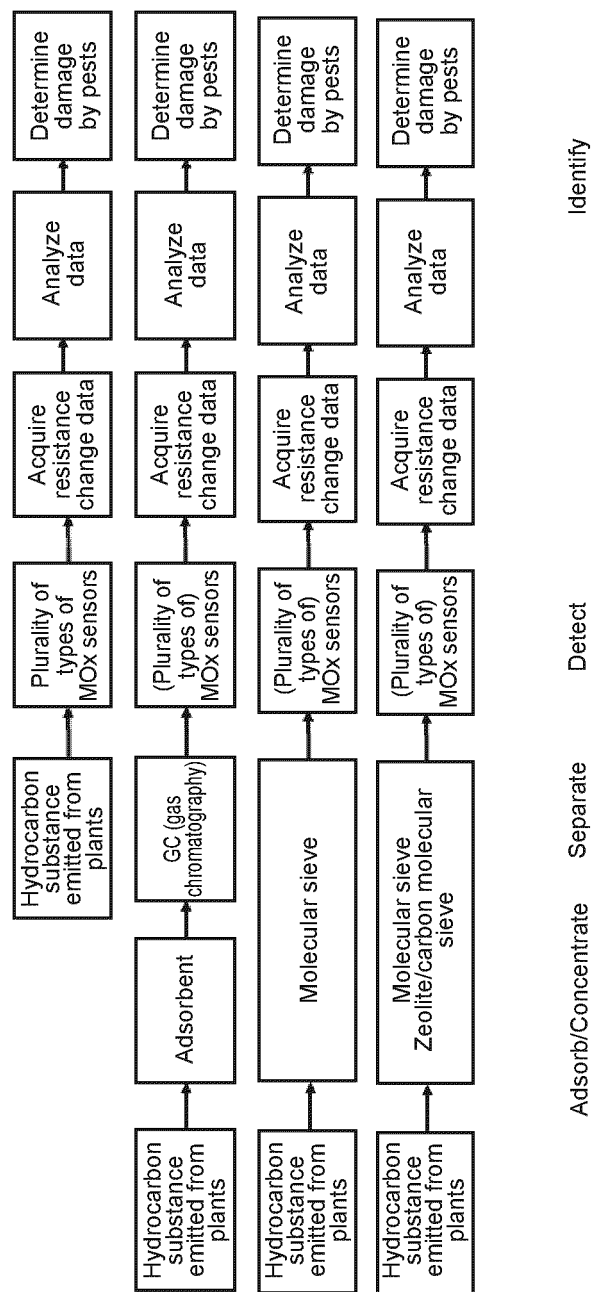 Hydrocarbon
substance
emitted from
plants
Plurality of
types of
MOx sensors
Acquire
resistance
change data
Analyze
data
Determine
damage
by pests
Hydrocarbon
substance
emitted from
plants
Adsorbent
GC (gas
chromatography)
(Plurality of
types of)
MOx sensors
Acquire
resistance
change data
Analyze
data
Determine
damage
by pests
Hydrocarbon
substance
emitted from
plants
Molecular sieve
(Plurality of
types of)
MOx sensors
Acquire
resistance
change data
Analyze
data
Determine
damage
by pests
Hydrocarbon
substance
emitted from
plants
Molecular sieve
Zeolite/carbon molecular
sieve
(Plurality of
types of)
MOx sensors
Acquire
resistance
change data
Analyze
data
Determine
damage
by pests
Adsorb/Concentrate
Separate
Detect
Identify